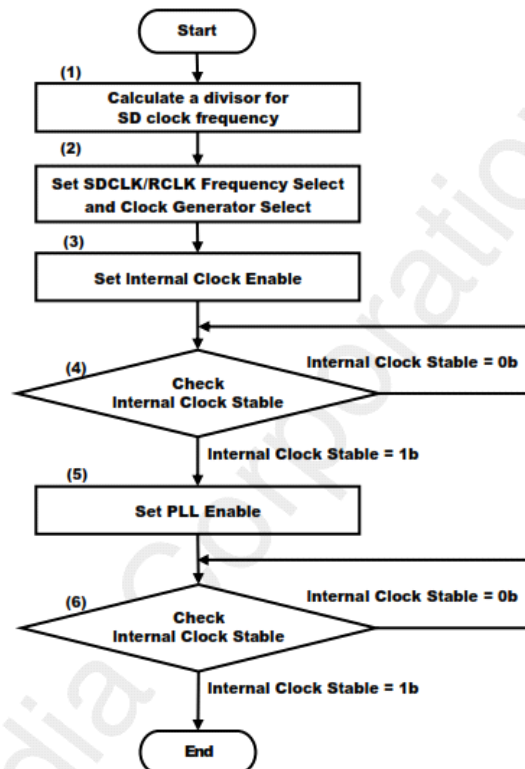 Start
(1)
Calculate a divisor for
SD clock frequency
(2)
Set SDCLK/RCLK Frequency Select
and Clock Generator Select
(3)
Set Internal Clock Enable
Internal Clock Stable = 0b
(4)
Check
Internal Clock Stable
Internal Clock Stable = 1b
(5)
Set PLL Enable
Internal Clock Stable = 0b
(6)
Check
Internal Clock Stable
Internal Clock Stable = 1b
End
dia Corporation